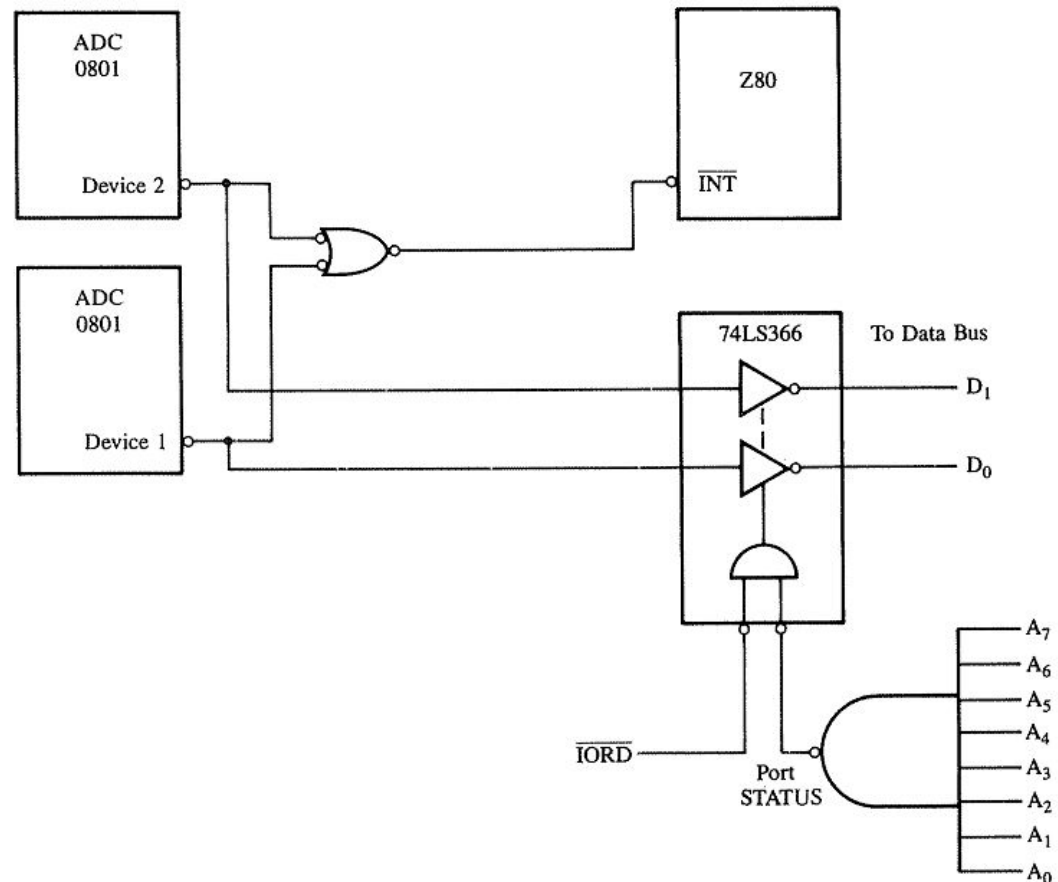 ADC
0801
Device 2
Z80
INT
ADC
0801
Device 1
74LS366
To Data Bus
D₁
D₀
IORD
Port
STATUS
A₇
A₆
A₅
A₄
A₃
A₂
A₁
A₀